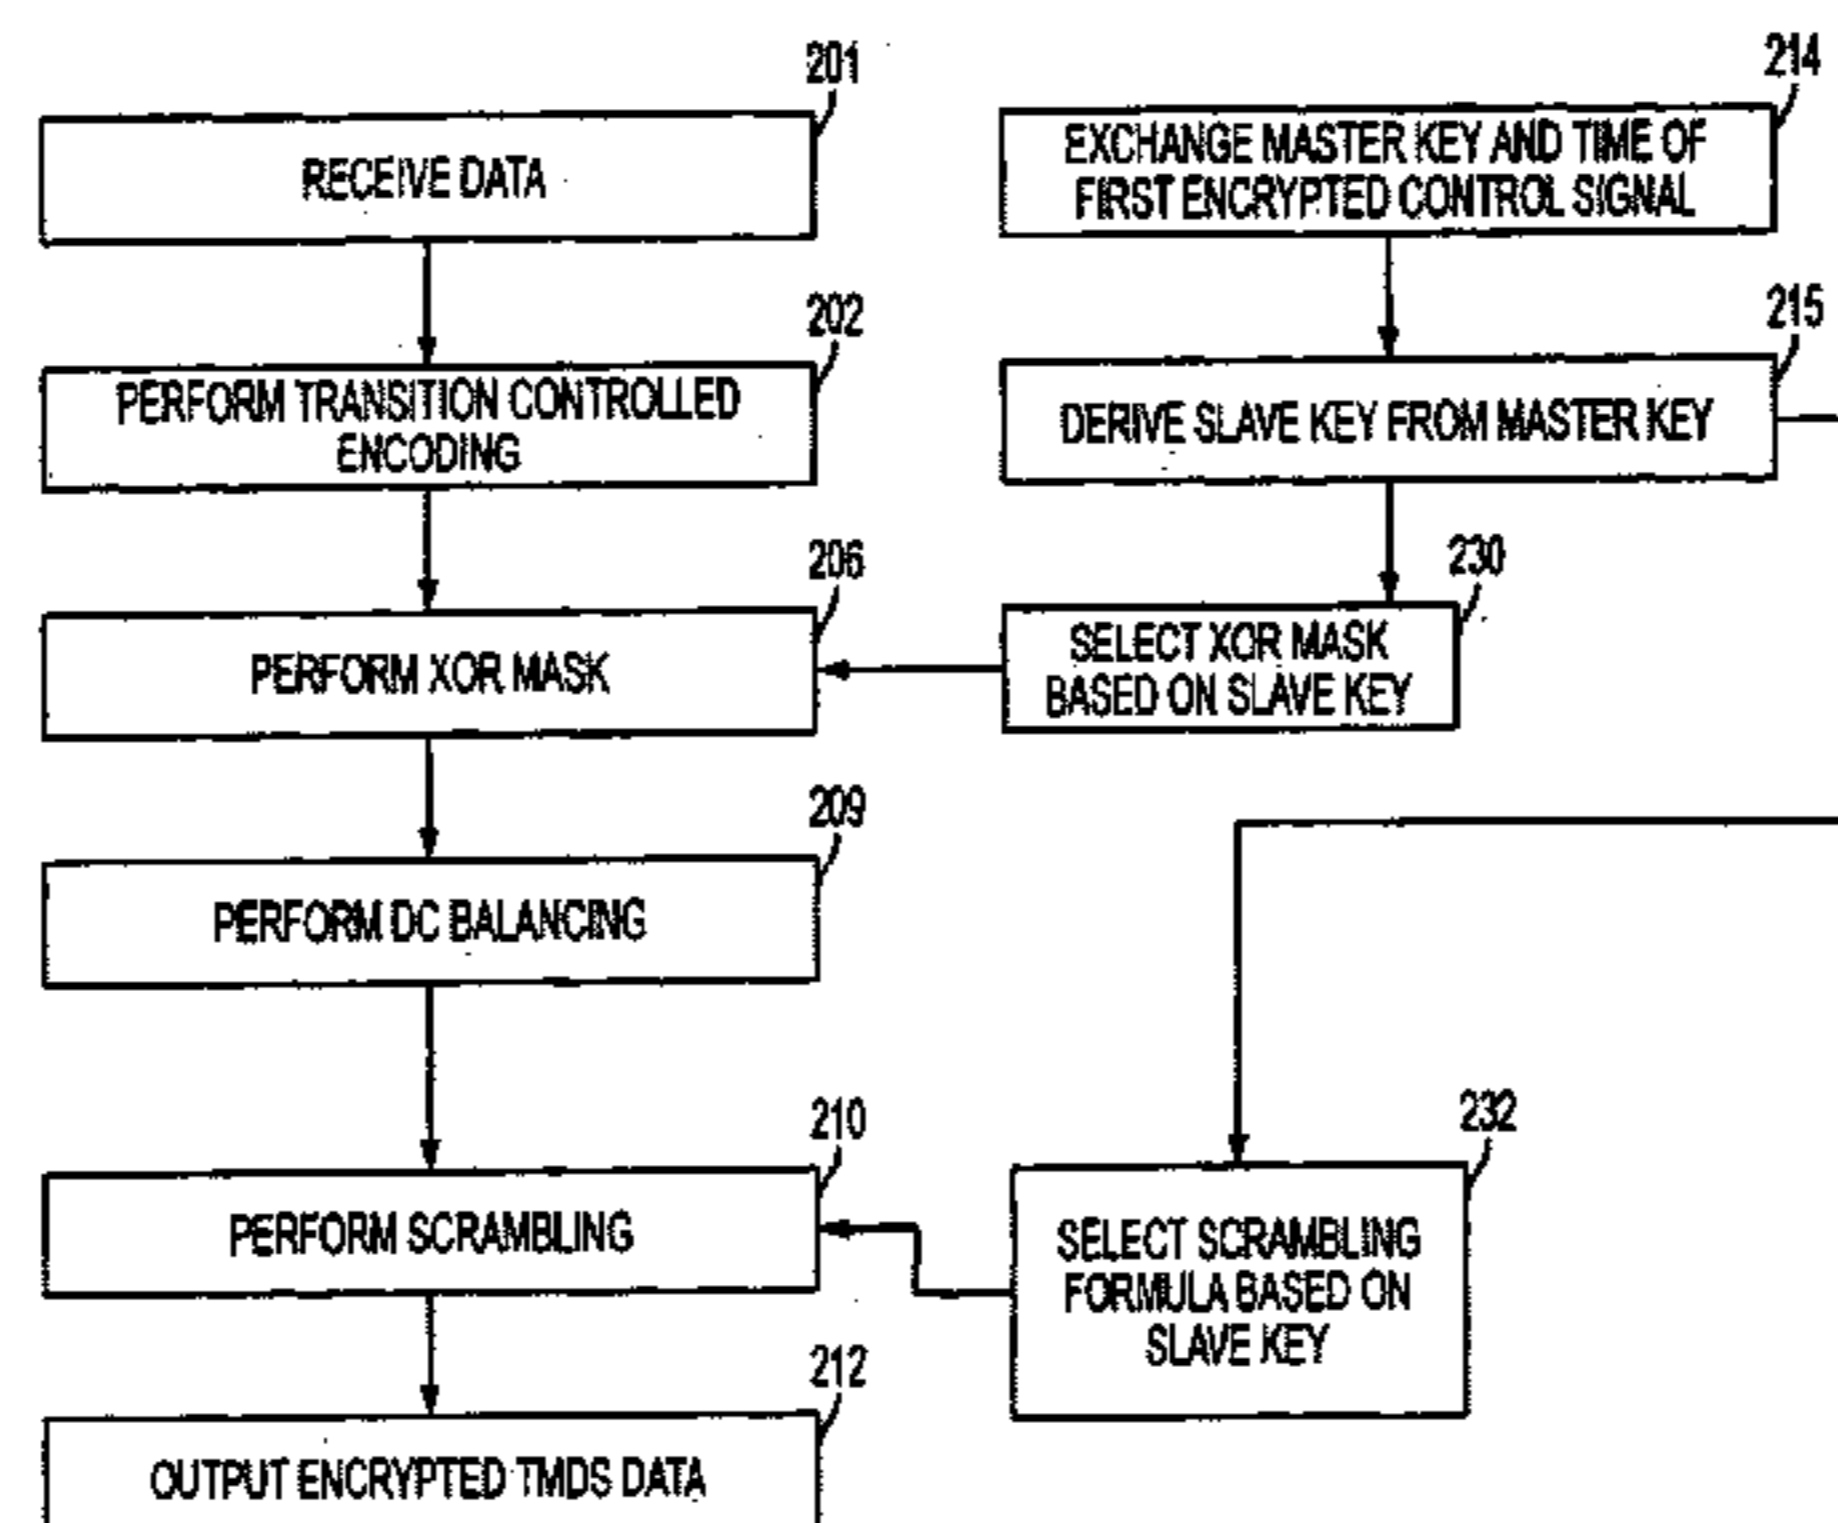 201
RECEIVE DATA
202
PERFORM TRANSITION CONTROLLED
ENCODING
206
PERFORM XOR MASK
209
PERFORM DC BALANCING
210
PERFORM SCRAMBLING
212
OUTPUT ENCRYPTED TMDS DATA
214
EXCHANGE MASTER KEY AND TIME OF
FIRST ENCRYPTED CONTROL SIGNAL
215
DERIVE SLAVE KEY FROM MASTER KEY
230
SELECT XOR MASK
BASED ON SLAVE KEY
232
SELECT SCRAMBLING
FORMULA BASED ON
SLAVE KEY